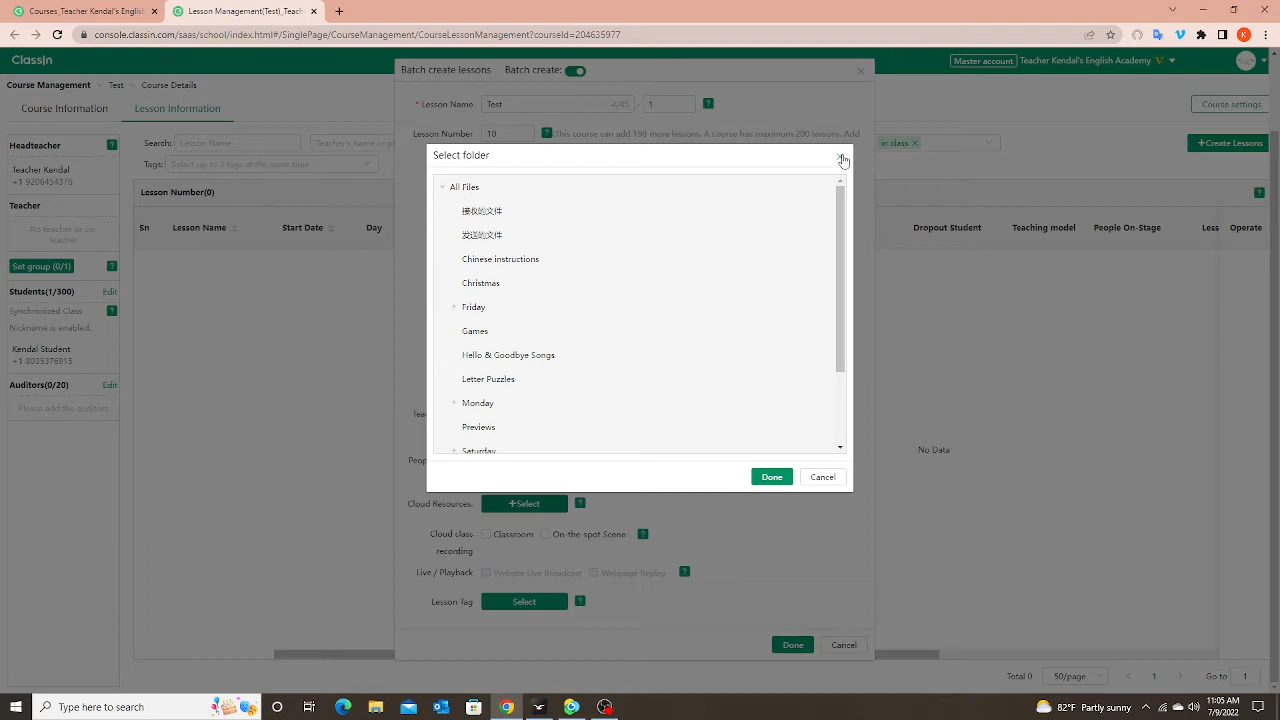 Courses_Teacher Kendal's English
Lesson Management(Test)_Teach
console.classin.com/saas/school/index.html#/SinglePage/CourseManagement/CourseLessonManagement?courseId=204635977
ClassIn
Master account
Teacher Kendal's English Academy
Batch create lessons
Batch create:
Course Management > Test > Course Details
Course Information
Lesson Information
Course settings
* Lesson Name
Test
4/45
-
1
?
Lesson Number
10
?
This course can add 198 more lessons. A course has maximum 200 lessons. Add
Search:
Lesson Name
Teacher's name or p
in class
+Create Lessons
Tags:
Select up to 3 tags at the same time
Headteacher
?
Teacher Kendal
+1 9206454378
Teacher
No teacher or co-
teacher
Set group (0/1)
?
Students(1/300)
Edit
Synchronized Class
?
Nickname is enabled.
Kendal Student
+1 8035376915
Auditors(0/20)
Edit
Please add the auditors
Lesson Number(0)
?
Sn
Lesson Name
Start Date
Day
Dropout Student
Teaching model
People On-Stage
Less
Operate
No Data
Select folder
All Files
接收的文件
发送的文件
Chinese instructions
Christmas
Friday
Games
Hello & Goodbye Songs
Letter Puzzles
Monday
Previews
Saturday
Done
Cancel
Teac
Peop
Cloud Resources.
+Select
?
Cloud class
recording
Classroom
On-the-spot Scene
?
Live / Playback
Website Live Broadcast
Webpage Replay
?
Lesson Tag
Select
?
Done
Cancel
Total 0
50/page
1
Go to
1
Type here to search
82°F Partly sunny
11:05 AM
7/9/2022